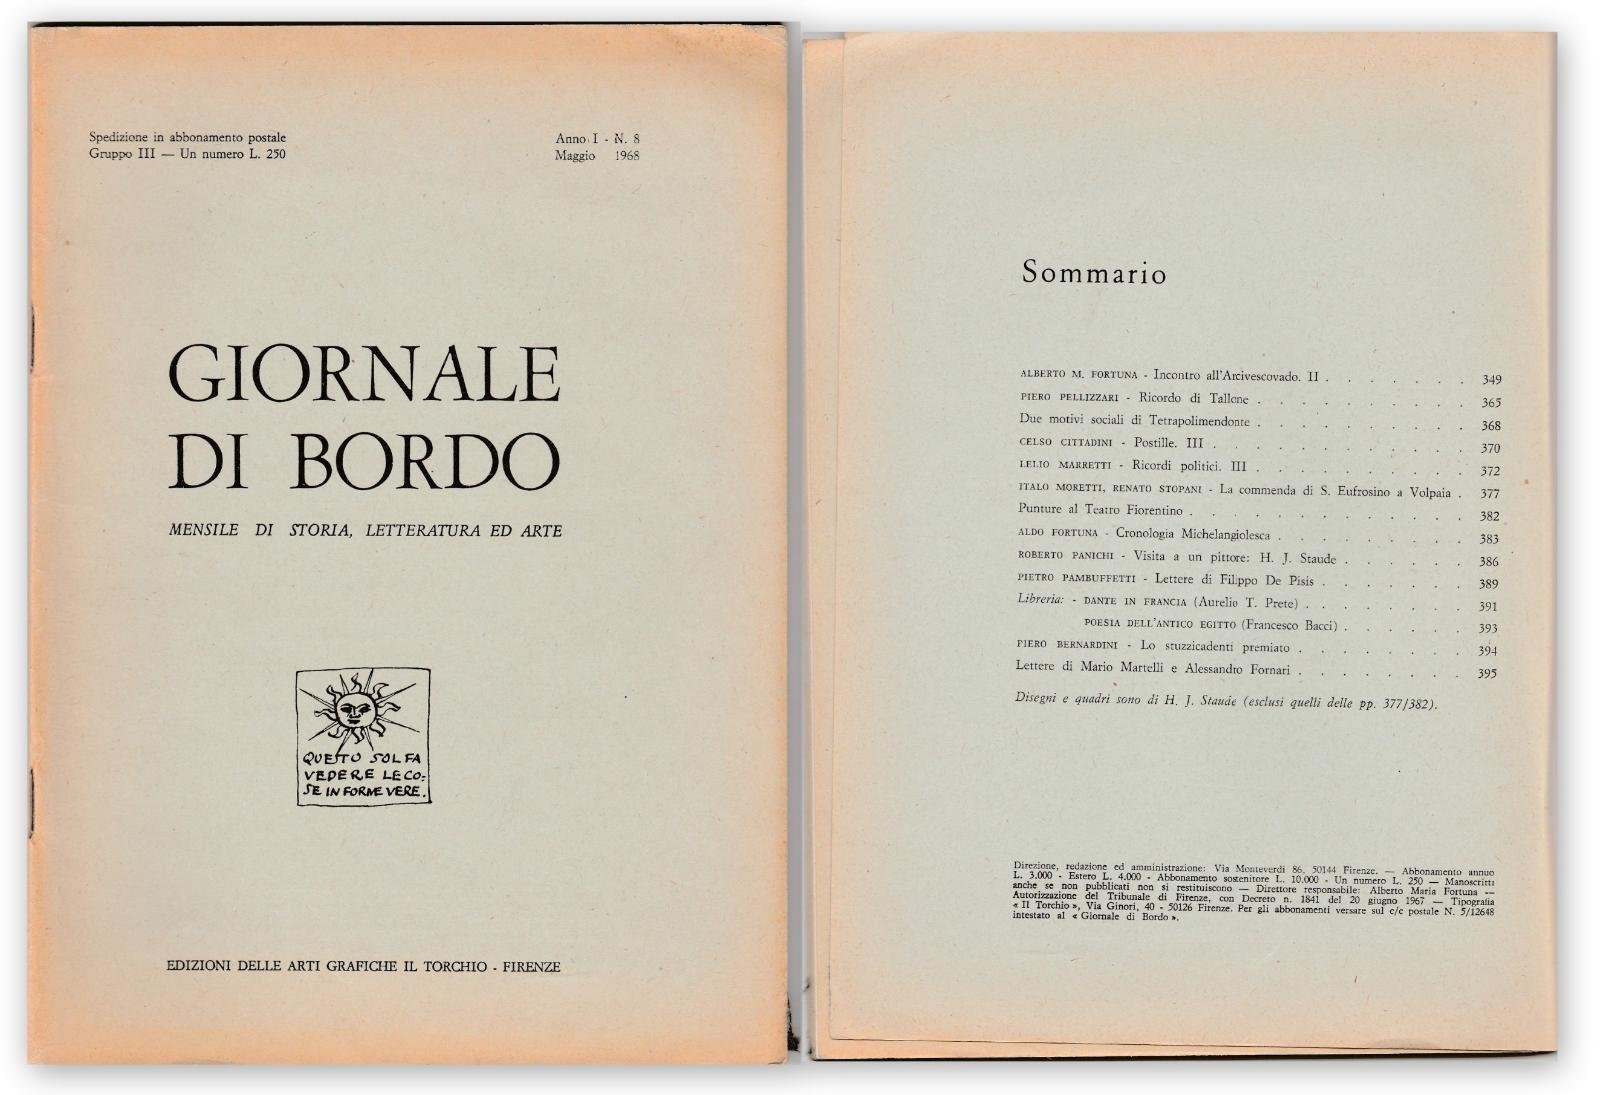 Spedizione in abbonamento postale
Gruppo III — Un numero L. 250
Anno I - N. 8
Maggio 1968
GIORNALE
DI BORDO
MENSILE DI STORIA, LETTERATURA ED ARTE
QUESTO SOL FA
VEDERE LE CO:
SE IN FORME VERE.
EDIZIONI DELLE ARTI GRAFICHE IL TORCHIO - FIRENZE
Sommario
ALBERTO M. FORTUNA - Incontro all'Arcivescovado. II . . . . . . . 349
PIERO PELLIZZARI - Ricordo di Tallone . . . . . . . . . . 365
Due motivi sociali di Tetrapolimendonte . . . . . . . . . . 368
CELSO CITTADINI - Postille. III . . . . . . . . . . . . 370
LELIO MARRETTI - Ricordi politici. III . . . . . . . . . . 372
ITALO MORETTI, RENATO STOPANI - La commenda di S. Eufrosino a Volpaia . 377
Punture al Teatro Fiorentino . . . . . . . . . . . . . 382
ALDO FORTUNA - Cronologia Michelangiolesca . . . . . . . . . 383
ROBERTO PANICHI - Visita a un pittore: H. J. Staude . . . . . . 386
PIETRO PAMBUFFETTI - Lettere di Filippo De Pisis . . . . . . . 389
Libreria: - DANTE IN FRANCIA (Aurelio T. Prete) . . . . . . . . 391
POESIA DELL'ANTICO EGITTO (Francesco Bacci) . . . . . . 393
PIERO BERNARDINI - Lo stuzzicadenti premiato . . . . . . . . 394
Lettere di Mario Martelli e Alessandro Fornari . . . . . . . . 395
Disegni e quadri sono di H. J. Staude (esclusi quelli delle pp. 377/382).
Direzione, redazione ed amministrazione: Via Monteverdi 86, 50144 Firenze. — Abbonamento annuo
L. 3.000 - Estero L. 4.000 - Abbonamento sostenitore L. 10.000 - Un numero L. 250 — Manoscritti
anche se non pubblicati non si restituiscono — Direttore responsabile: Alberto Maria Fortuna —
Autorizzazione del Tribunale di Firenze, con Decreto n. 1841 del 20 giugno 1967 — Tipografia
« Il Torchio », Via Ginori, 40 - 50126 Firenze. Per gli abbonamenti versare sul c/c postale N. 5/12648
intestato al « Giornale di Bordo ».